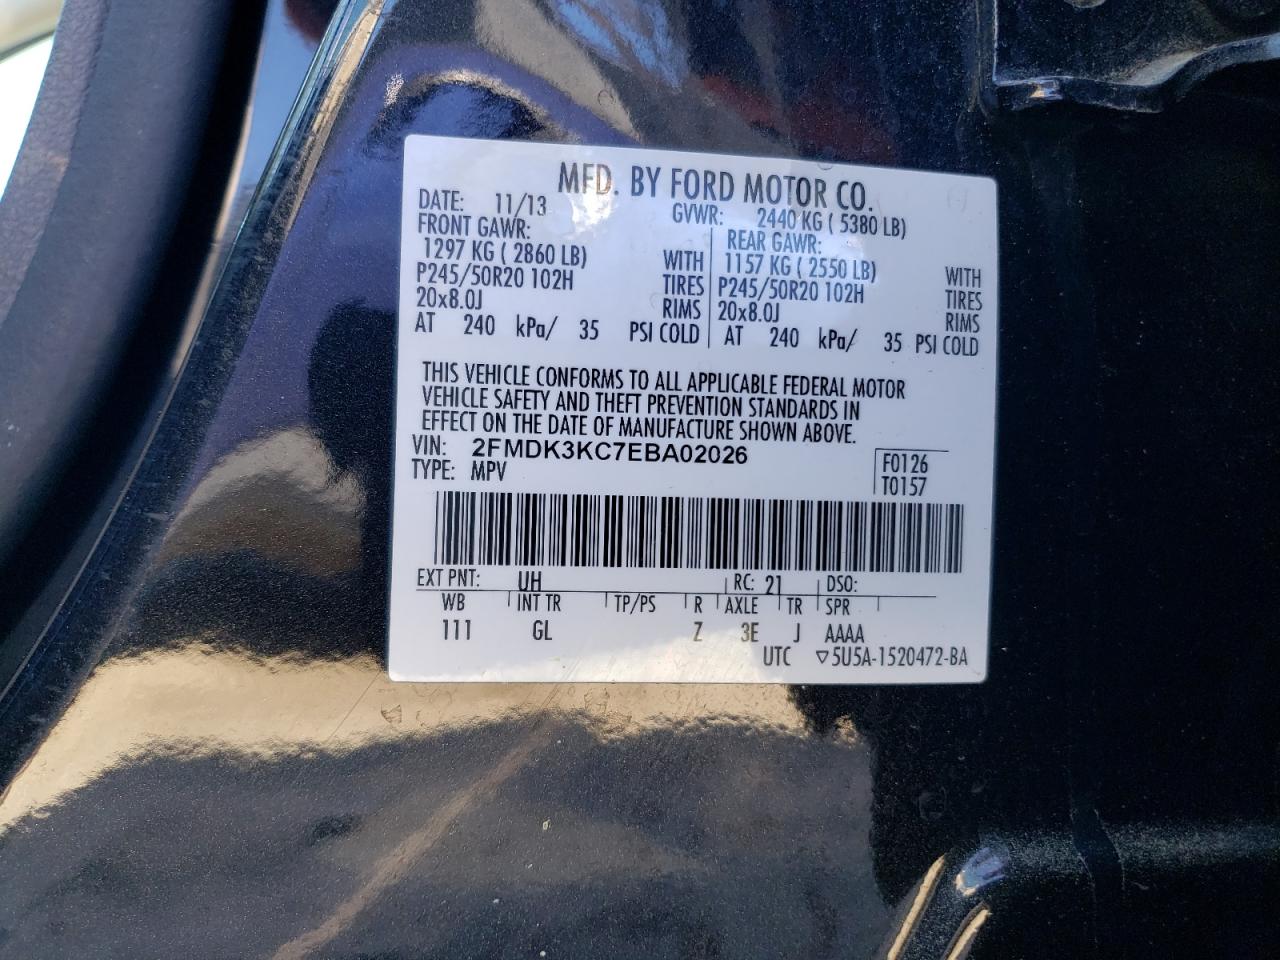 MFD. BY FORD MOTOR CO.
DATE: 11/13 GVWR: 2440 KG ( 5380 LB)
FRONT GAWR: REAR GAWR:
1297 KG ( 2860 LB) WITH 1157 KG ( 2550 LB) WITH
P245/50R20 102H TIRES P245/50R20 102H TIRES
20x8.0J RIMS 20x8.0J RIMS
AT 240 kPa/ 35 PSI COLD AT 240 kPa/ 35 PSI COLD
THIS VEHICLE CONFORMS TO ALL APPLICABLE FEDERAL MOTOR
VEHICLE SAFETY AND THEFT PREVENTION STANDARDS IN
EFFECT ON THE DATE OF MANUFACTURE SHOWN ABOVE.
VIN: 2FMDK3KC7EBA02026 F0126
TYPE: MPV T0157
EXT PNT: UH RC: 21 DSO:
WB INT TR TP/PS R AXLE TR SPR
111 GL Z 3E J AAAA
UTC ▽5U5A-1520472-BA